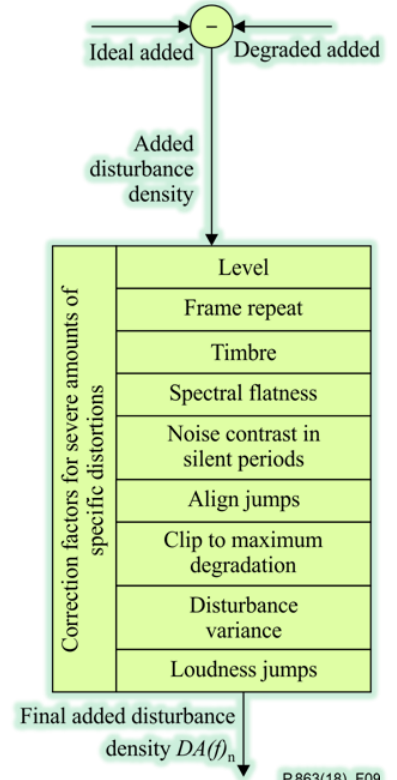 −
Ideal added
Degraded added
Added
disturbance
density
Correction factors for severe amounts of
specific distortions
Level
Frame repeat
Timbre
Spectral flatness
Noise contrast in
silent periods
Align jumps
Clip to maximum
degradation
Disturbance
variance
Loudness jumps
Final added disturbance
density DA(f)n
P.863(18)_F09